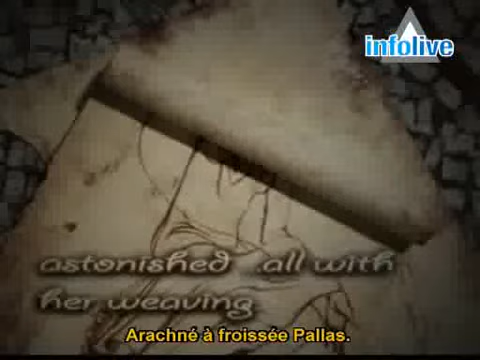 infolive
astonished ..all with
her weaving
Arachné à froissée Pallas.